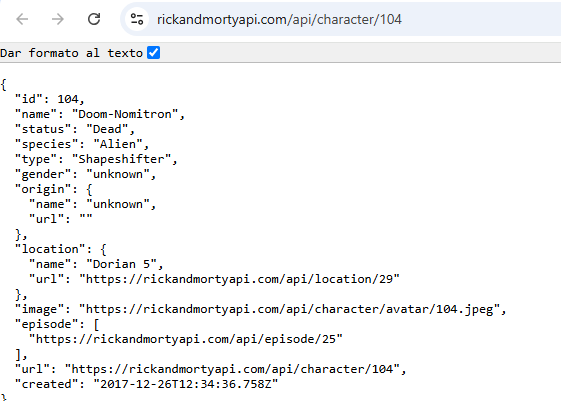 rickandmortyapi.com/api/character/104
Dar formato al texto
{
  "id": 104,
  "name": "Doom-Nomitron",
  "status": "Dead",
  "species": "Alien",
  "type": "Shapeshifter",
  "gender": "unknown",
  "origin": {
    "name": "unknown",
    "url": ""
  },
  "location": {
    "name": "Dorian 5",
    "url": "https://rickandmortyapi.com/api/location/29"
  },
  "image": "https://rickandmortyapi.com/api/character/avatar/104.jpeg",
  "episode": [
    "https://rickandmortyapi.com/api/episode/25"
  ],
  "url": "https://rickandmortyapi.com/api/character/104",
  "created": "2017-12-26T12:34:36.758Z"
}